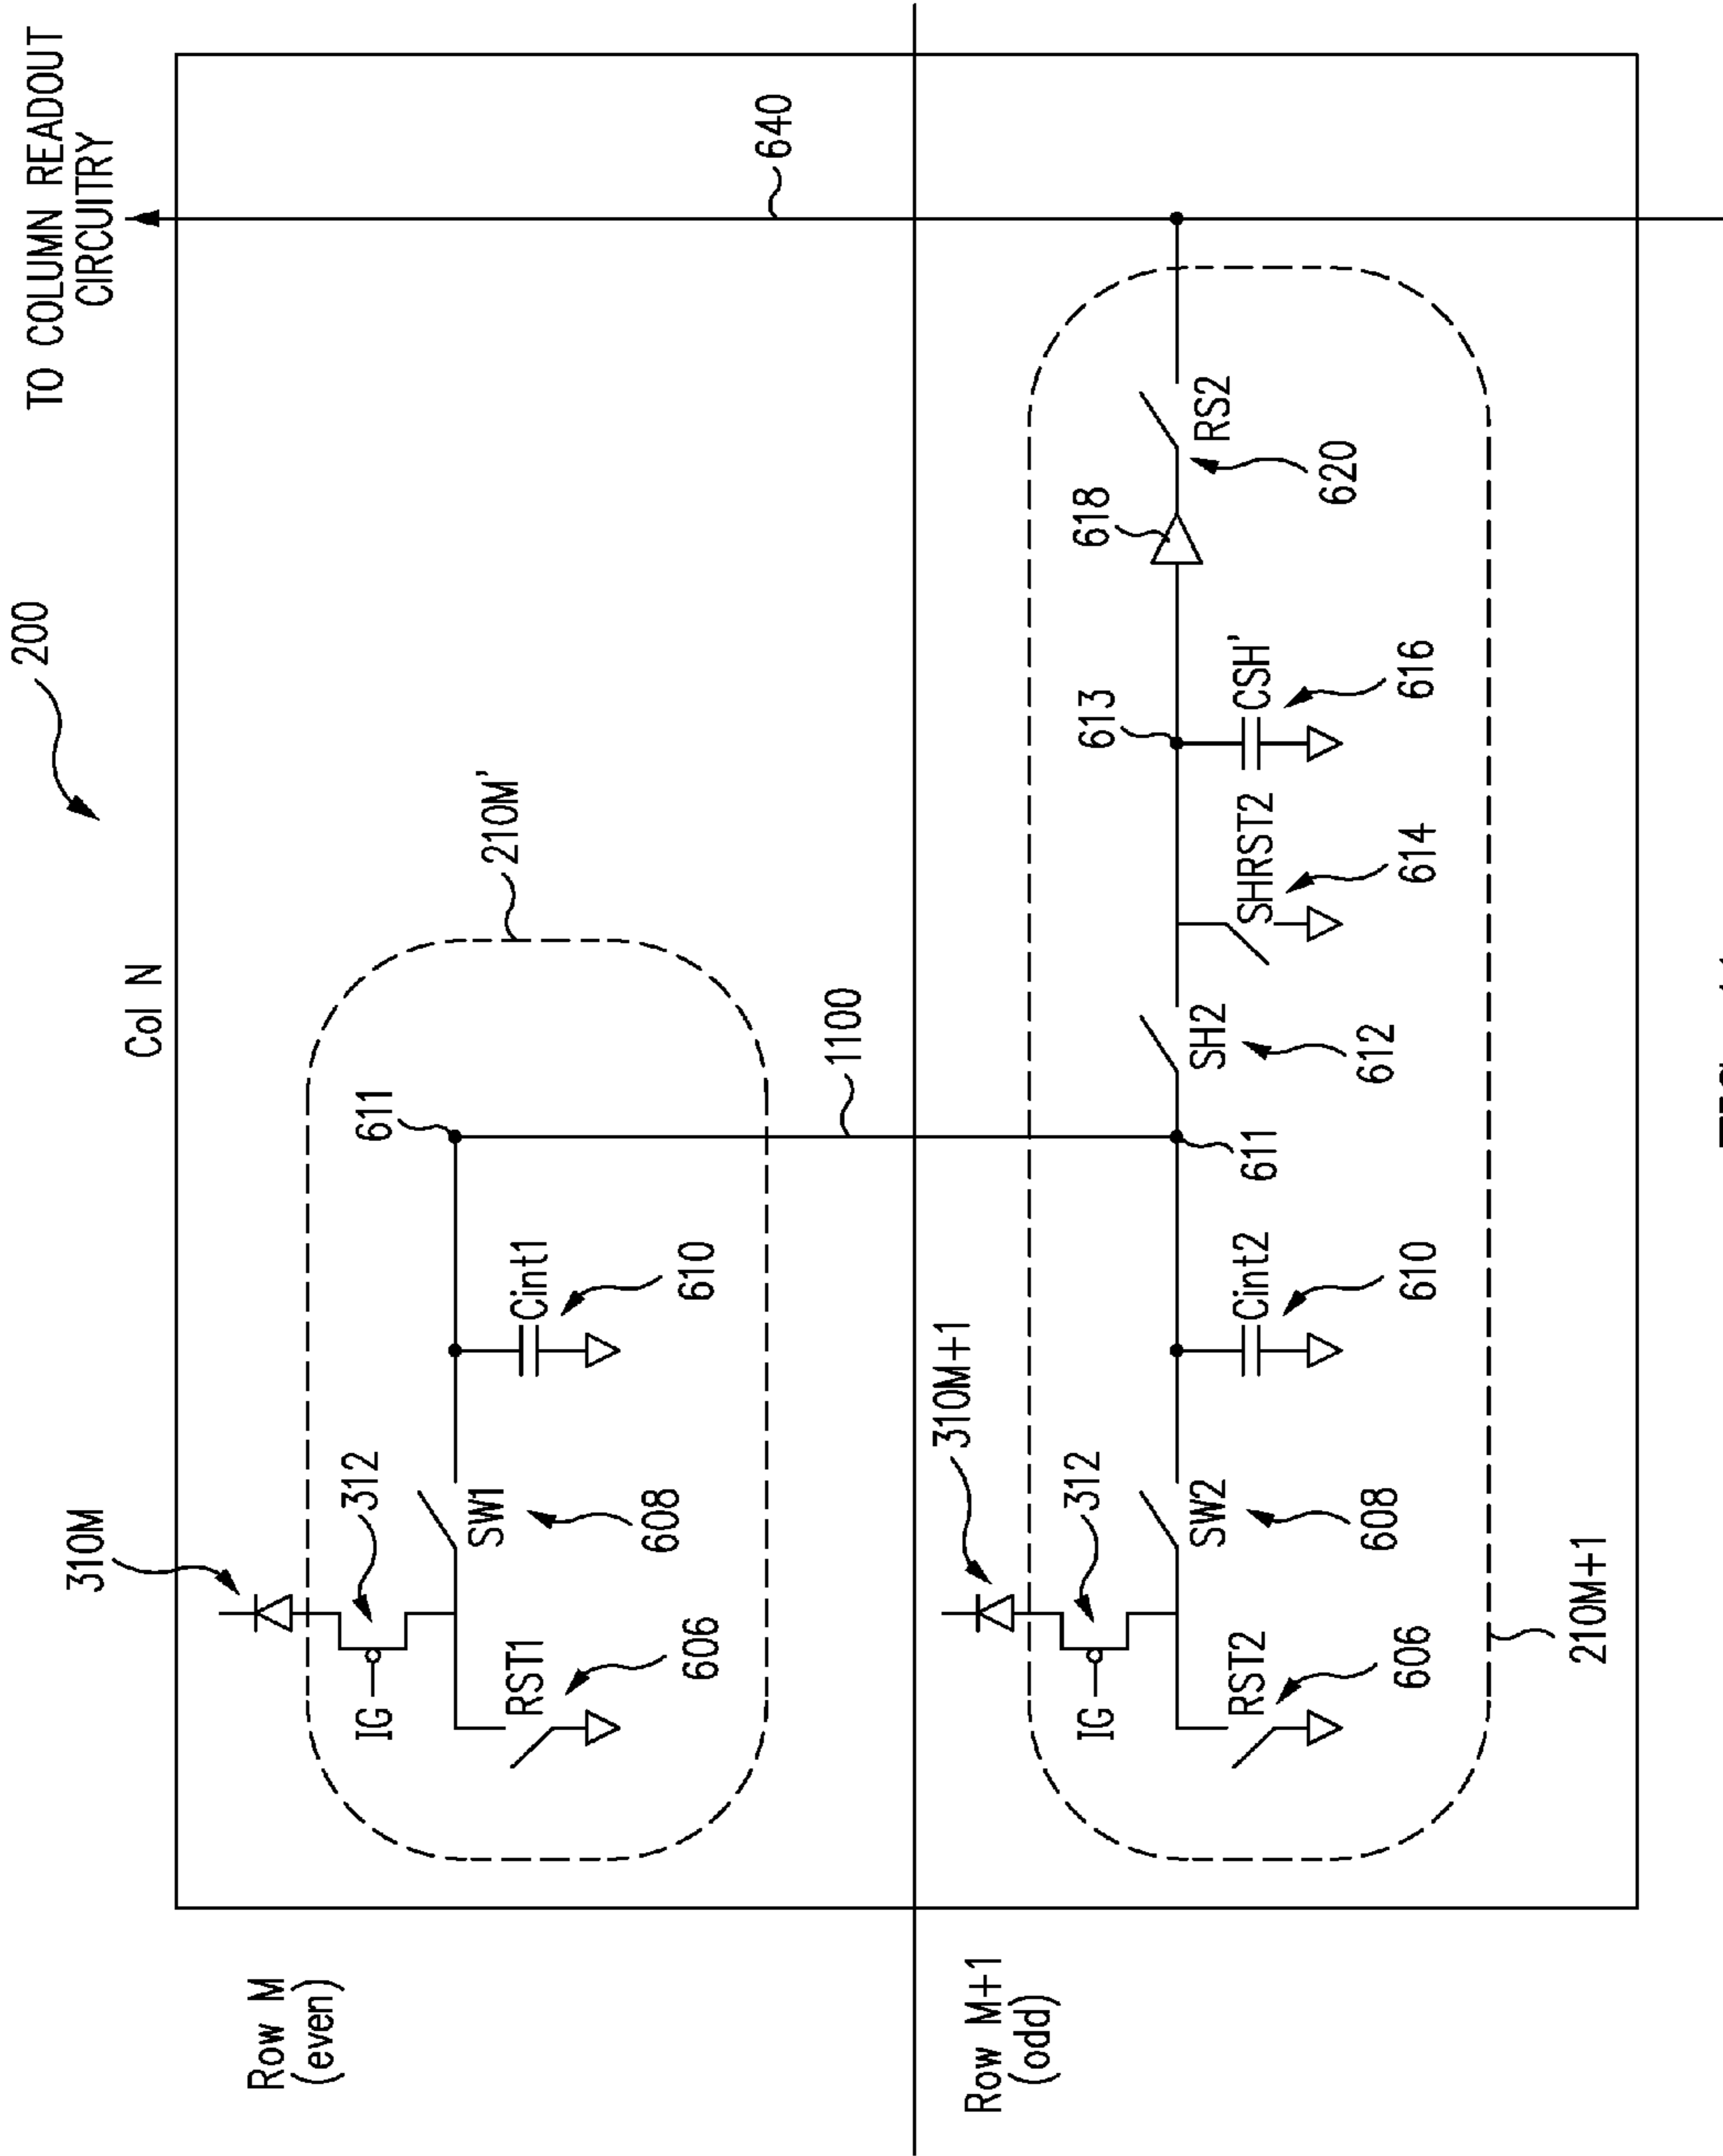 200
TO COLUMN READOUT
CIRCUITRY
Col N
Row M
(even)
310M
312
IG
RST1
606
SW1
608
Cint1
610
611
210M'
1100
640
Row M+1
(odd)
310M+1
312
IG
RST2
606
SW2
608
Cint2
610
611
SH2
612
SHRST2
614
613
CSH'
616
618
RS2
620
210M+1